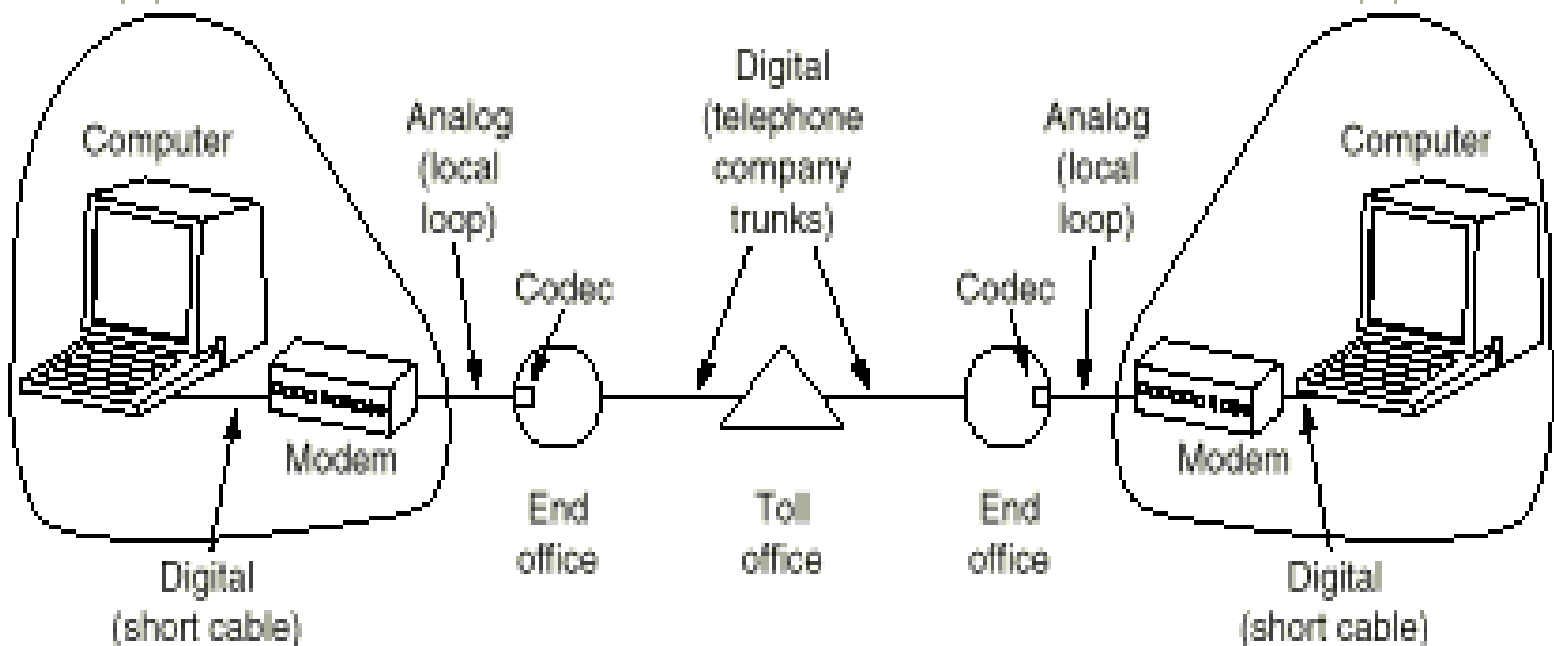 Computer
Analog
(local
loop)
Codec
Digital
(telephone
company
trunks)
Codec
Analog
(local
loop)
Computer
Modem
End
office
Toll
office
End
office
Modem
Digital
(short cable)
Digital
(short cable)